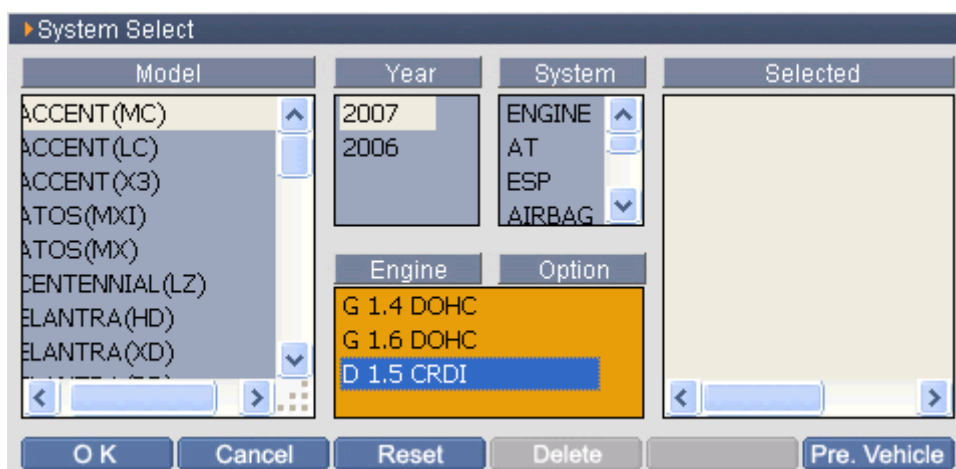 System Select
Model
ACCENT(MC)
ACCENT(LC)
ACCENT(X3)
ATOS(MXI)
ATOS(MX)
CENTENNIAL(LZ)
ELANTRA(HD)
ELANTRA(XD)
Year
2007
2006
System
ENGINE
AT
ESP
AIRBAG
Engine
Option
G 1.4 DOHC
G 1.6 DOHC
D 1.5 CRDI
Selected
O K
Cancel
Reset
Delete
Pre. Vehicle